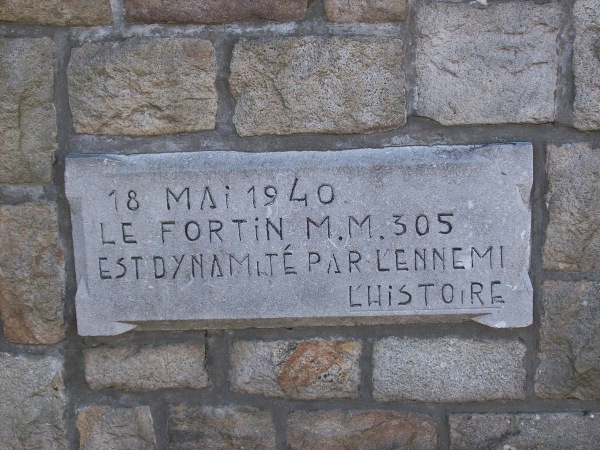 18 MAi 1940
LE FORTiN M.M. 305
EST DYNAMiTÉ PAR L'ENNEMI
L'HiSTOiRE